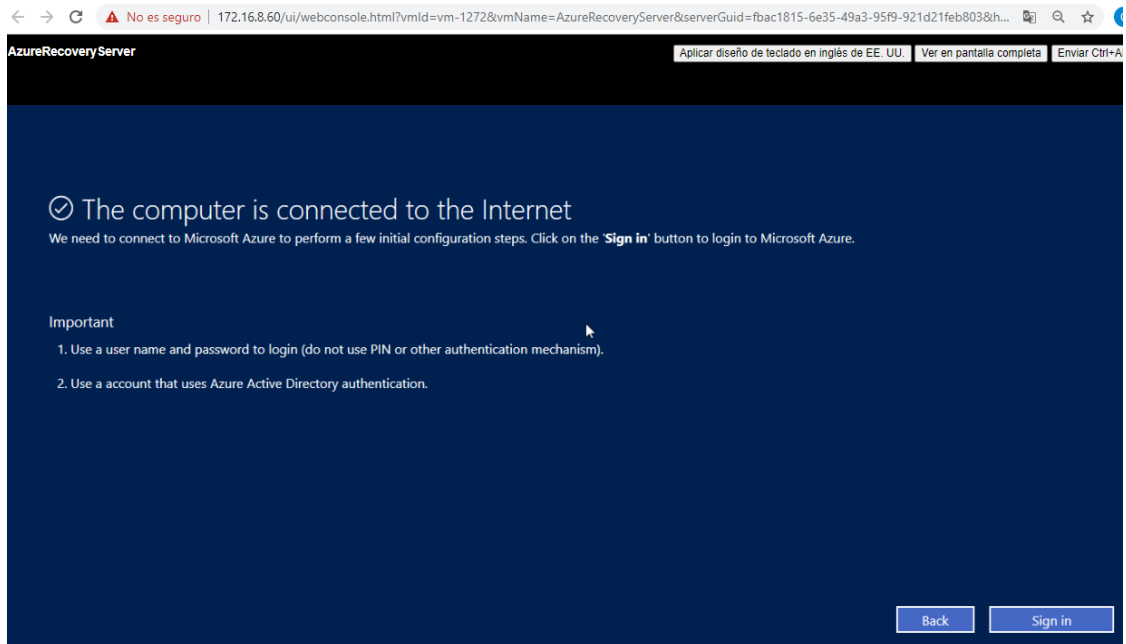 No es seguro | 172.16.8.60/ui/webconsole.html?vmId=vm-1272&vmName=AzureRecoveryServer&serverGuid=fbac1815-6e35-49a3-95f9-921d21feb803&h...
AzureRecoveryServer
Aplicar diseño de teclado en inglés de EE. UU. Ver en pantalla completa Enviar Ctrl+Al
The computer is connected to the Internet
We need to connect to Microsoft Azure to perform a few initial configuration steps. Click on the 'Sign in' button to login to Microsoft Azure.
Important
1. Use a user name and password to login (do not use PIN or other authentication mechanism).
2. Use a account that uses Azure Active Directory authentication.
Back Sign in